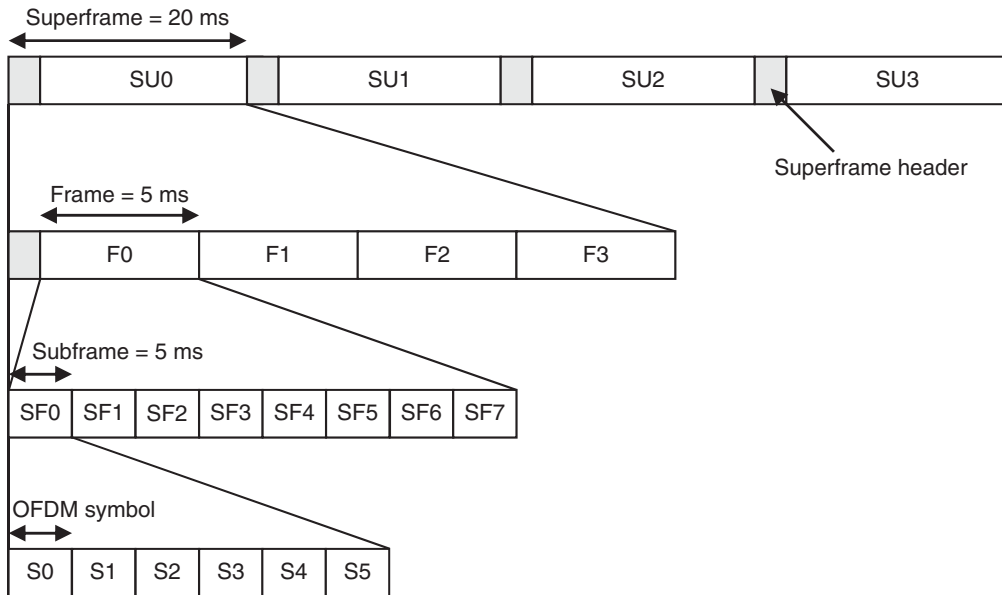 Superframe = 20 ms
SU0 SU1 SU2 SU3
Superframe header
Frame = 5 ms
F0 F1 F2 F3
Subframe = 5 ms
SF0 SF1 SF2 SF3 SF4 SF5 SF6 SF7
OFDM symbol
S0 S1 S2 S3 S4 S5